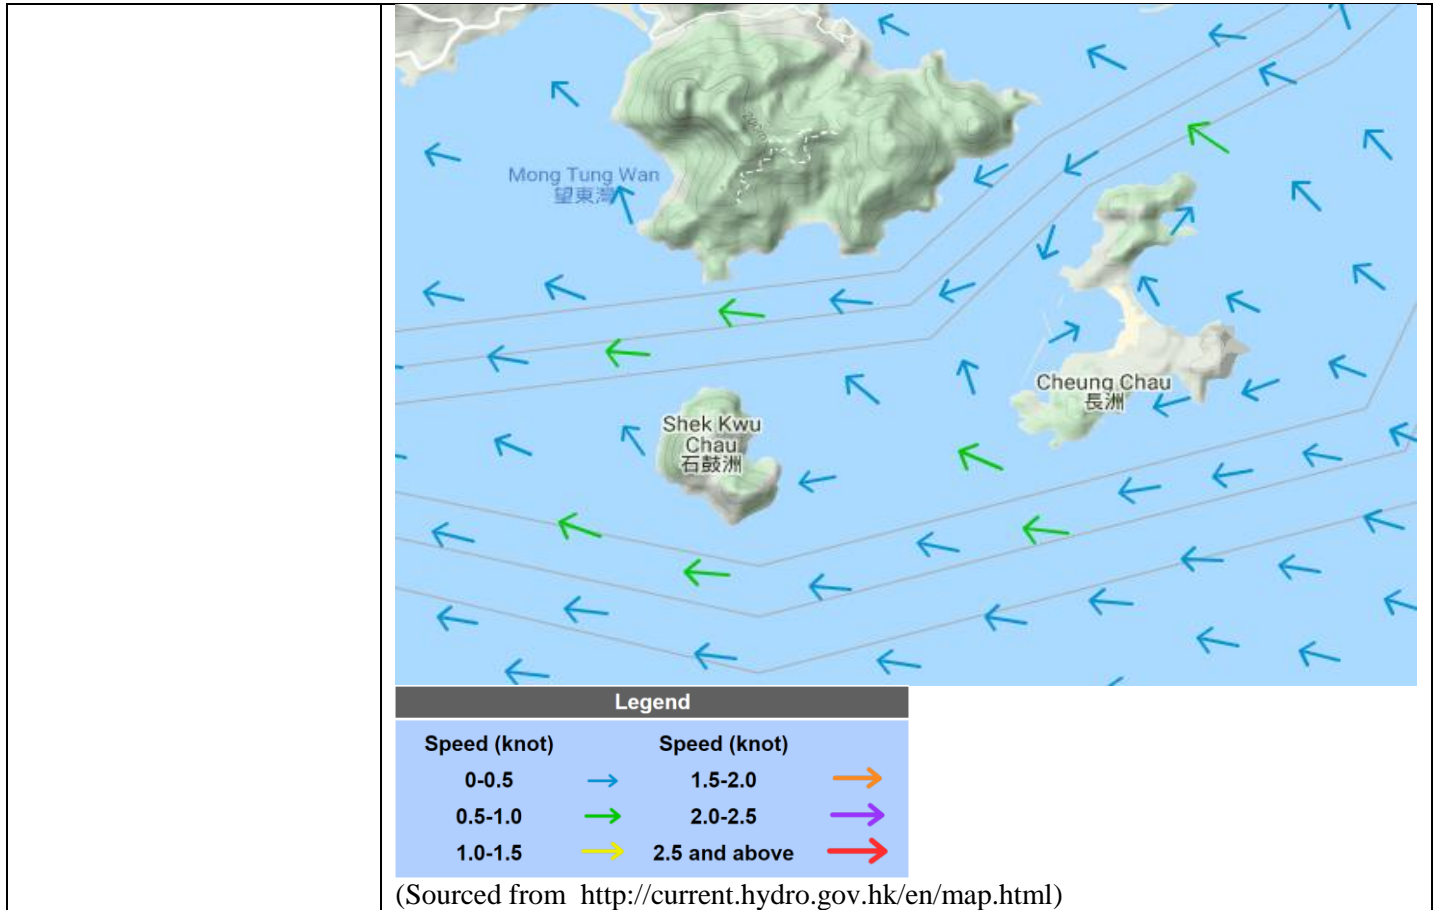 200m
Mong Tung Wan
望東灣
Cheung Chau
長洲
Shek Kwu
Chau
石鼓洲
Legend
Speed (knot) Speed (knot)
0-0.5 1.5-2.0
0.5-1.0 2.0-2.5
1.0-1.5 2.5 and above
(Sourced from http://current.hydro.gov.hk/en/map.html)